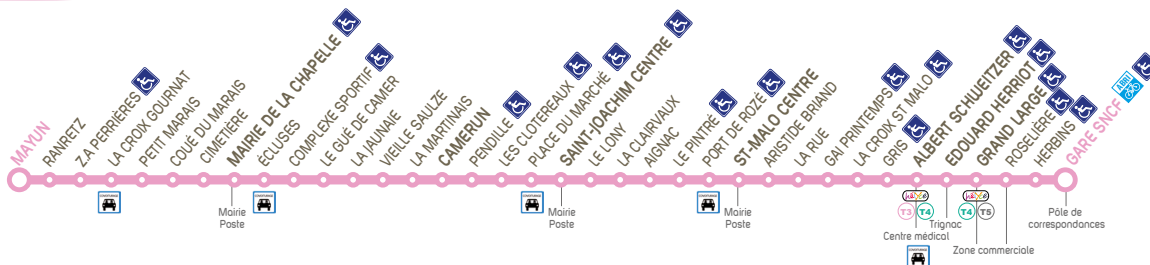 MAYUN
RANRETZ
Z.A PERRIÈRES
LA CROIX GOURNAT
PETIT MARAIS
COUÉ DU MARAIS
CIMETIÈRE
MAIRIE DE LA CHAPELLE
ÉCLUSES
COMPLEXE SPORTIF
LE GUÉ DE CAMER
LA JAUNAIE
VIEILLE SAULZE
LA MARTINAIS
CAMERUN
PENDILLE
LES CLOTEREAUX
PLACE DU MARCHÉ
SAINT-JOACHIM CENTRE
LE LONY
LA CLAIRVAUX
AIGNAC
LE PINTRÉ
PORT DE ROZÉ
ST-MALO CENTRE
ARISTIDE BRIAND
LA RUE
GAI PRINTEMPS
LA CROIX ST MALO
GRIS
ALBERT SCHWEITZER
EDOUARD HERRIOT
GRAND LARGE
ROSELIÈRE
HERBINS
GARE SNCF
ABRI
Mairie
Poste
Mairie
Poste
Mairie
Poste
hélYce
T3 T4
Centre médical
Trignac
hélYce
T4 T5
Zone commerciale
Pôle de
correspondances